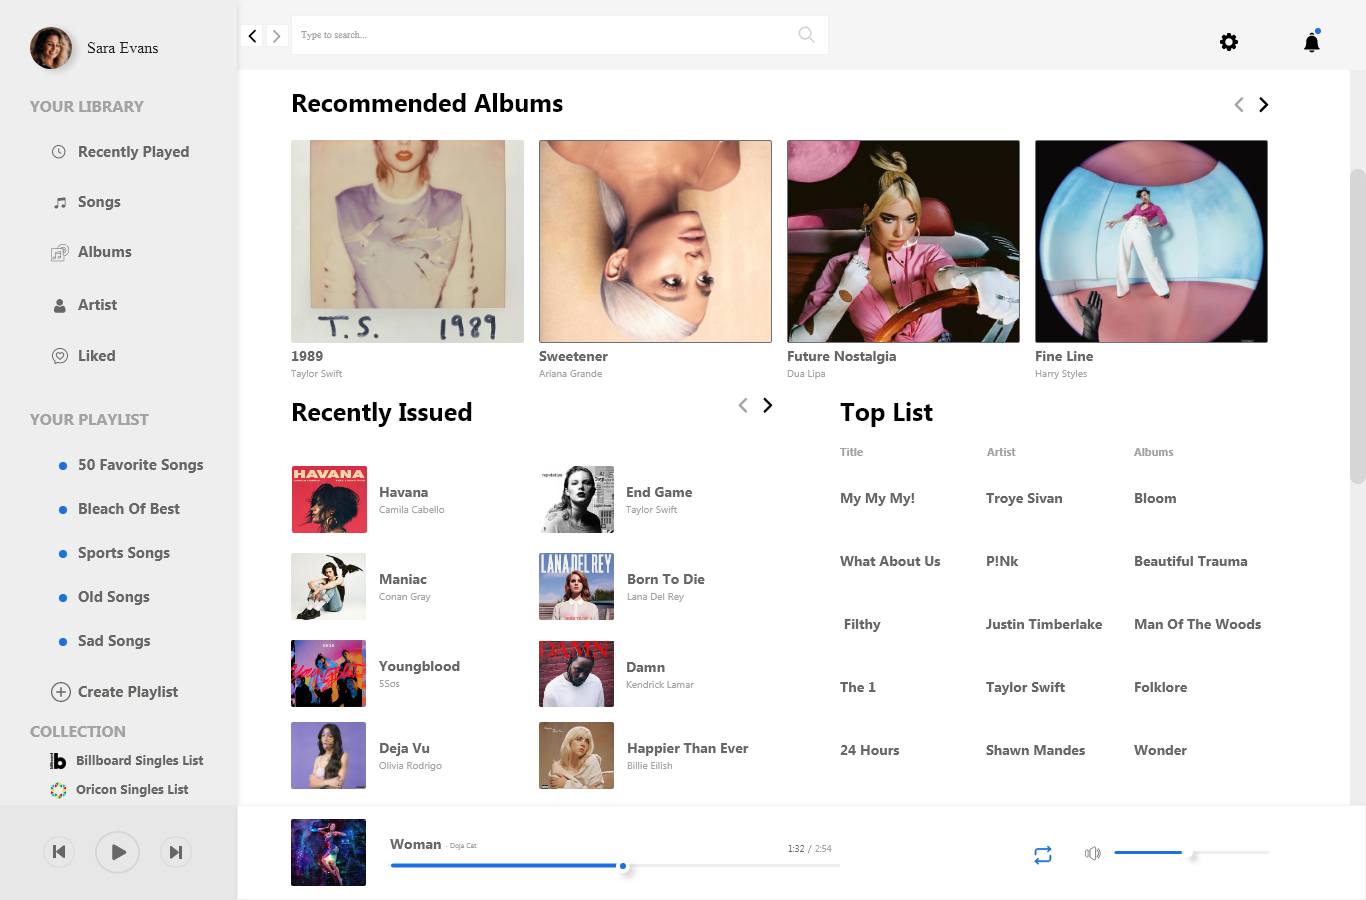 Sara Evans
Type to search...
YOUR LIBRARY
Recently Played
Songs
Albums
Artist
Liked
YOUR PLAYLIST
50 Favorite Songs
Bleach Of Best
Sports Songs
Old Songs
Sad Songs
Create Playlist
COLLECTION
Billboard Singles List
Oricon Singles List
Recommended Albums
T.S. 1989
1989
Taylor Swift
Sweetener
Ariana Grande
Future Nostalgia
Dua Lipa
Fine Line
Harry Styles
Recently Issued
HAVANA
Havana
Camila Cabello
reputation
End Game
Taylor Swift
Maniac
Conan Gray
LANA DEL REY
Born To Die
Lana Del Rey
Youngblood
5Sos
DAMN.
Damn
Kendrick Lamar
Deja Vu
Olivia Rodrigo
Happier Than Ever
Billie Eilish
Top List
Title Artist Albums
My My My! Troye Sivan Bloom
What About Us P!Nk Beautiful Trauma
Filthy Justin Timberlake Man Of The Woods
The 1 Taylor Swift Folklore
24 Hours Shawn Mandes Wonder
Woman - Doja Cat
1:32 / 2:54